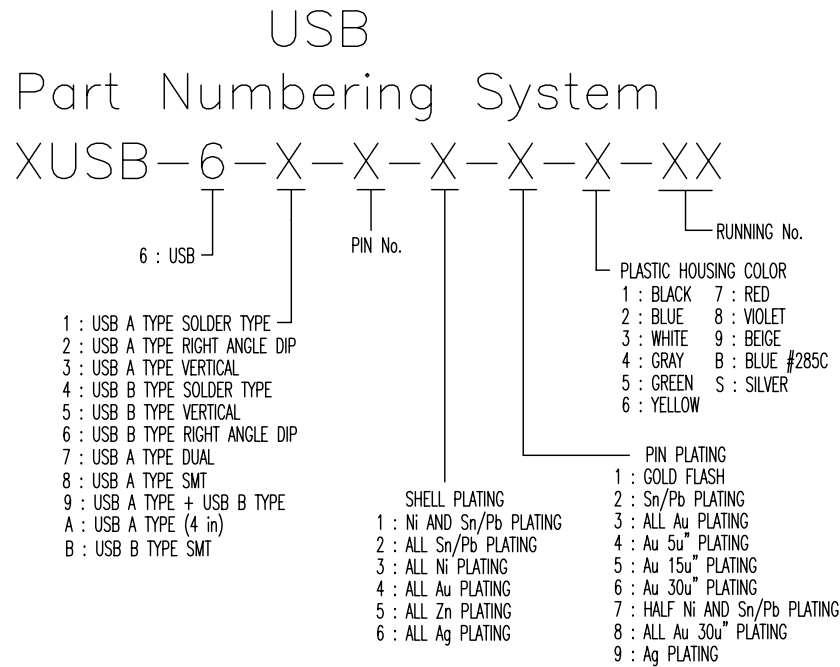 USB
Part Numbering System
XUSB-6-X-X-X-X-X-XX
6 : USB
PIN No.
RUNNING No.
PLASTIC HOUSING COLOR
1 : BLACK 7 : RED
2 : BLUE 8 : VIOLET
3 : WHITE 9 : BEIGE
4 : GRAY B : BLUE #285C
5 : GREEN S : SILVER
6 : YELLOW
1 : USB A TYPE SOLDER TYPE
2 : USB A TYPE RIGHT ANGLE DIP
3 : USB A TYPE VERTICAL
4 : USB B TYPE SOLDER TYPE
5 : USB B TYPE VERTICAL
6 : USB B TYPE RIGHT ANGLE DIP
7 : USB A TYPE DUAL
8 : USB A TYPE SMT
9 : USB A TYPE + USB B TYPE
A : USB A TYPE (4 in)
B : USB B TYPE SMT
SHELL PLATING
1 : Ni AND Sn/Pb PLATING
2 : ALL Sn/Pb PLATING
3 : ALL Ni PLATING
4 : ALL Au PLATING
5 : ALL Zn PLATING
6 : ALL Ag PLATING
PIN PLATING
1 : GOLD FLASH
2 : Sn/Pb PLATING
3 : ALL Au PLATING
4 : Au 5u" PLATING
5 : Au 15u" PLATING
6 : Au 30u" PLATING
7 : HALF Ni AND Sn/Pb PLATING
8 : ALL Au 30u" PLATING
9 : Ag PLATING